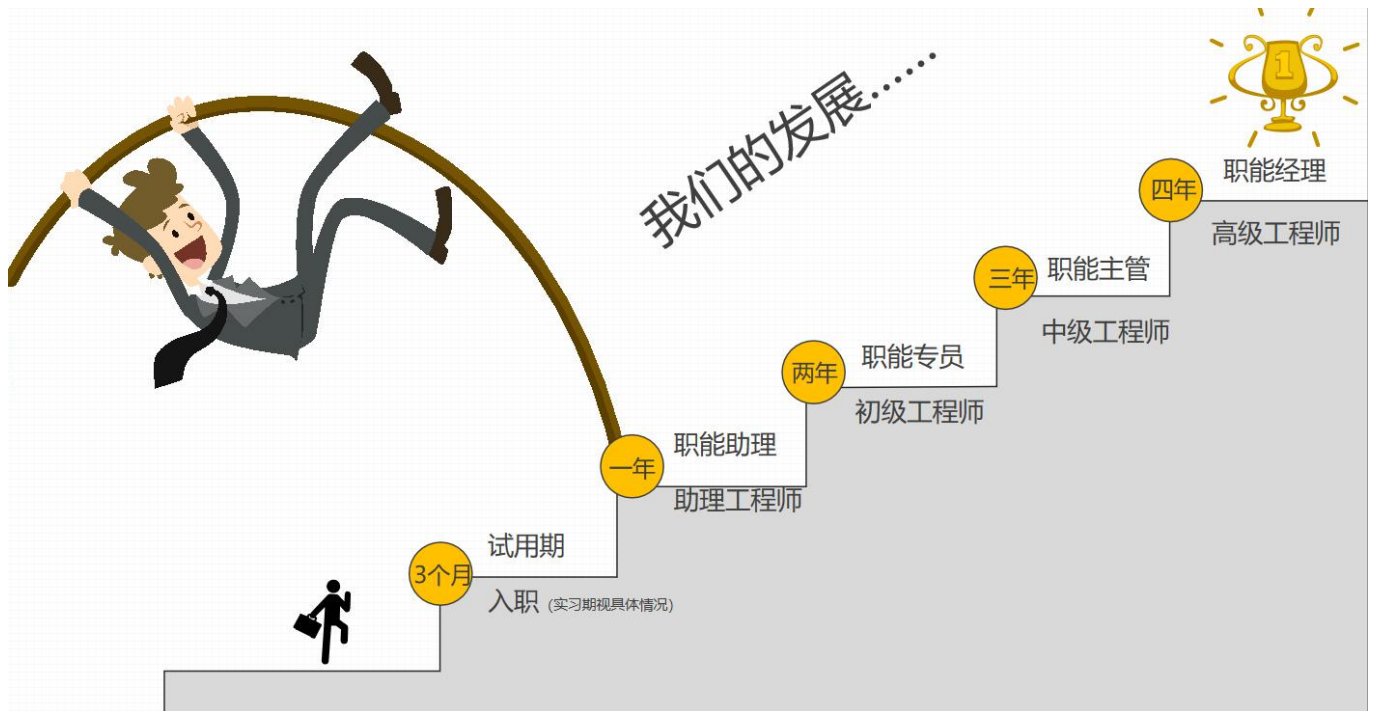 我们的发展......
1
四年
职能经理
高级工程师
三年
职能主管
中级工程师
两年
职能专员
初级工程师
一年
职能助理
助理工程师
3个月
试用期
入职 (实习期视具体情况)